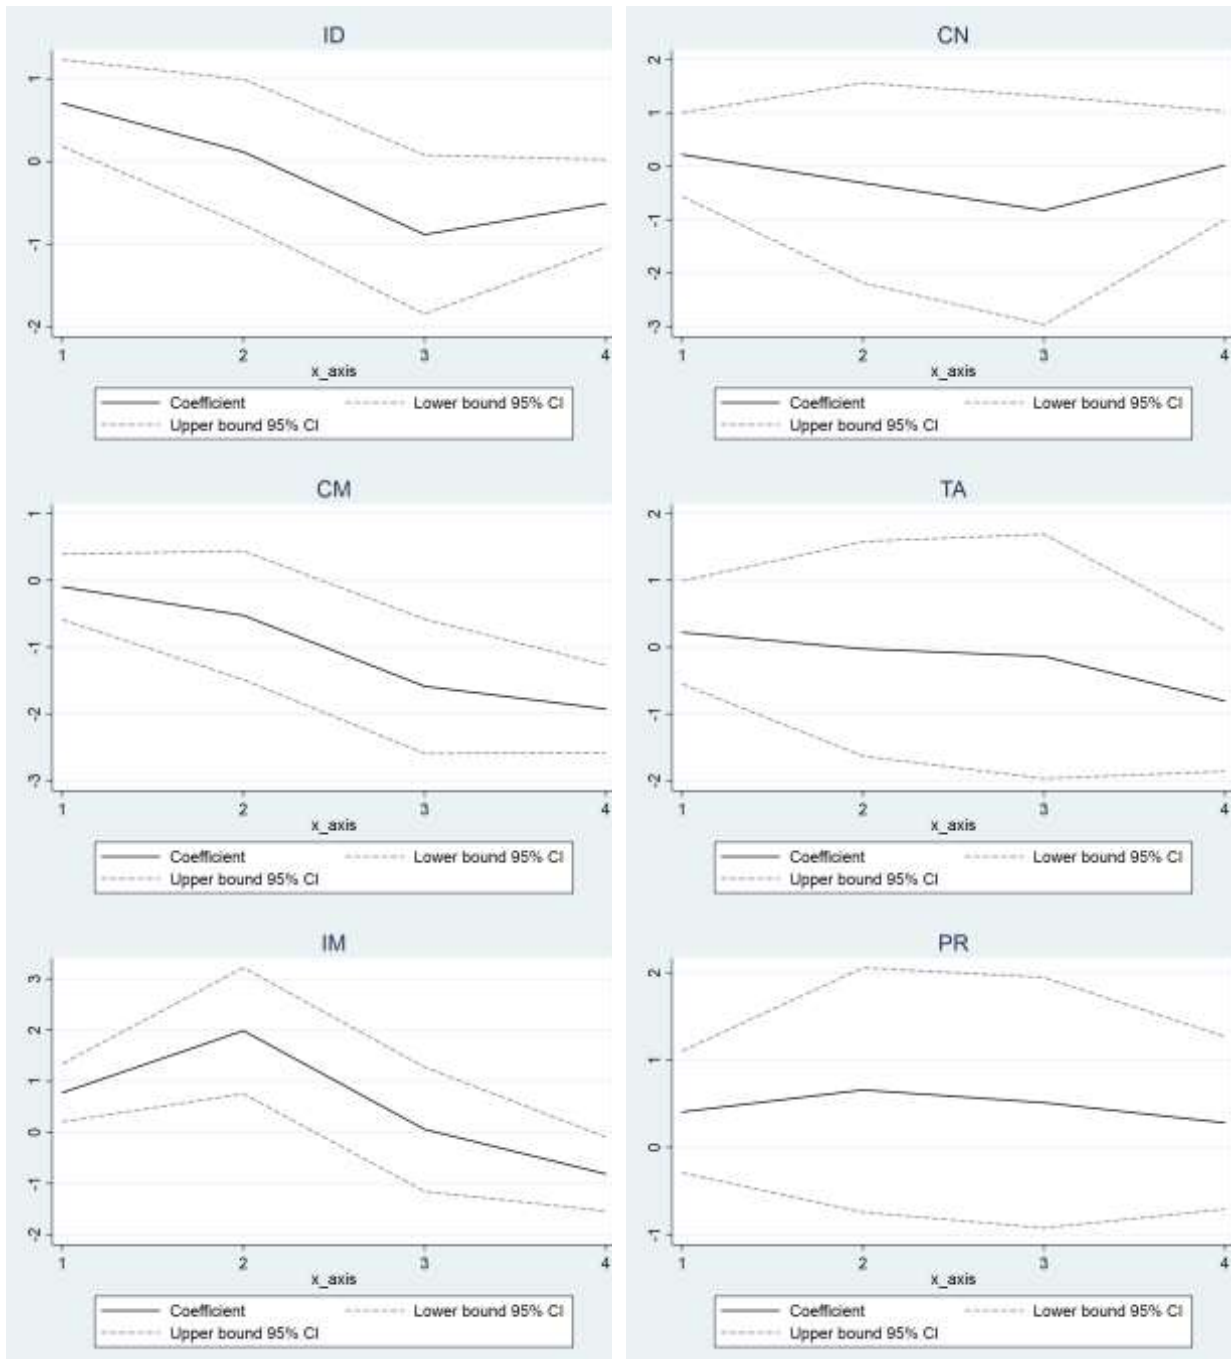 ID
1
0
-1
-2
1 2 3 4
x_axis
Coefficient Lower bound 95% CI
Upper bound 95% CI
CN
2
1
0
-1
-2
-3
1 2 3 4
x_axis
Coefficient Lower bound 95% CI
Upper bound 95% CI
CM
1
0
-1
-2
-3
1 2 3 4
x_axis
Coefficient Lower bound 95% CI
Upper bound 95% CI
TA
2
1
0
-1
-2
1 2 3 4
x_axis
Coefficient Lower bound 95% CI
Upper bound 95% CI
IM
3
2
1
0
-1
-2
1 2 3 4
x_axis
Coefficient Lower bound 95% CI
Upper bound 95% CI
PR
2
1
0
-1
1 2 3 4
x_axis
Coefficient Lower bound 95% CI
Upper bound 95% CI